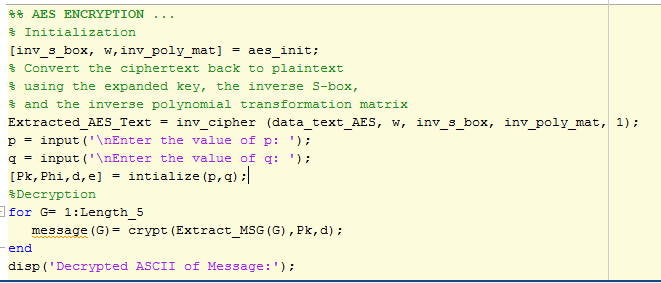 %% AES ENCRYPTION ...
% Initialization
[inv_s_box, w,inv_poly_mat] = aes_init;
% Convert the ciphertext back to plaintext
% using the expanded key, the inverse S-box,
% and the inverse polynomial transformation matrix
Extracted_AES_Text = inv_cipher (data_text_AES, w, inv_s_box, inv_poly_mat, 1);
p = input('\nEnter the value of p: ');
q = input('\nEnter the value of q: ');
[Pk,Phi,d,e] = intialize(p,q);
%Decryption
for G= 1:Length_5
message(G)= crypt(Extract_MSG(G),Pk,d);
end
disp('Decrypted ASCII of Message:');